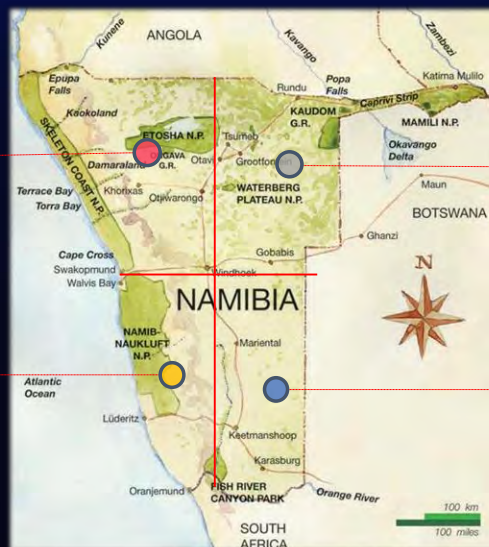 ANGOLA
Kunene
Kavango
Zambezi
Epupa
Falls
Popa
Falls
Katima Mulilo
Rundu
Caprivi Strip
Kaokoland
KAUDOM
G.R.
MAMILI N.P.
SKELETON COAST N.P.
ETOSHA N.P.
Tsumeb
Okavango
Delta
Damaraland
G.R.
Otavi
Grootfontein
Terrace Bay
Khorixas
WATERBERG
PLATEAU N.P.
Maun
Torra Bay
Otjiwarongo
BOTSWANA
Ghanzi
Cape Cross
Gobabis
Swakopmund
Windhoek
Walvis Bay
N
NAMIBIA
NAMIB-
NAUKLUFT
N.P.
Mariental
Atlantic
Ocean
Lüderitz
Keetmanshoop
Karasburg
Oranjemund
FISH RIVER
CANYON PARK
Orange River
100 km
100 miles
SOUTH
AFRICA